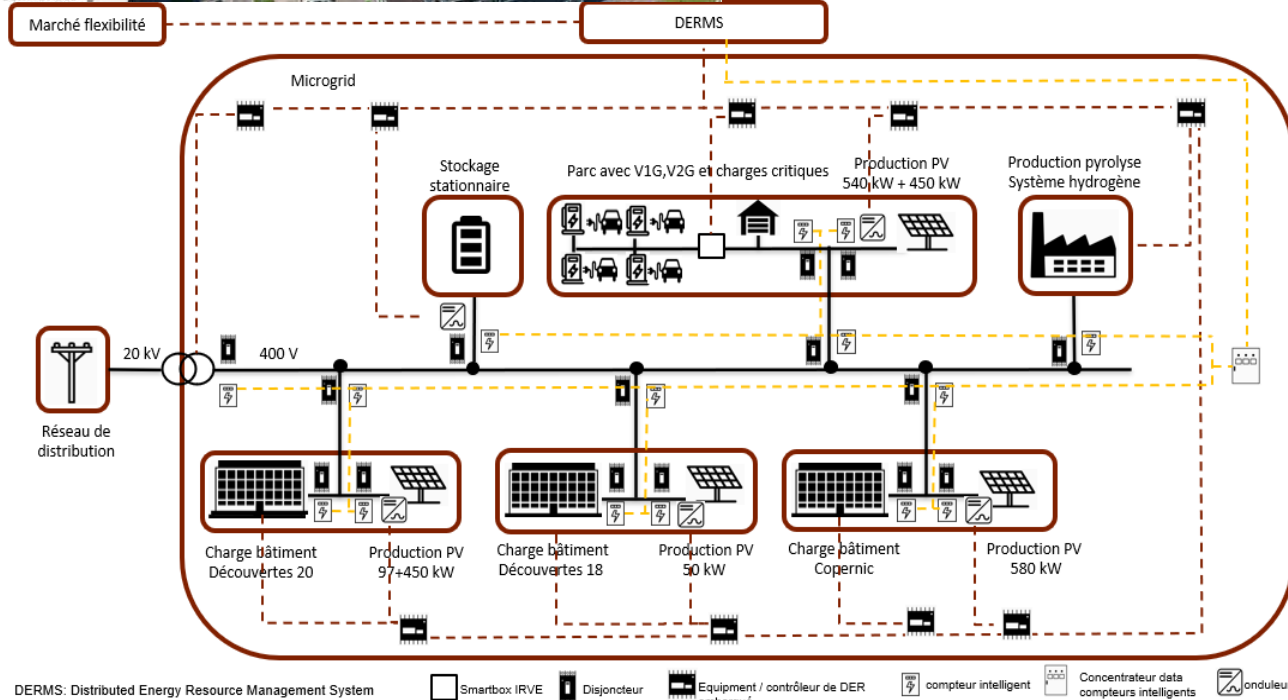 Marché flexibilité
DERMS
Microgrid
Stockage
stationnaire
Parc avec V1G,V2G et charges critiques
Production PV
540 kW + 450 kW
Production pyrolyse
Système hydrogène
20 kV
400 V
Réseau de
distribution
Charge bâtiment
Découvertes 20
Production PV
97+450 kW
Charge bâtiment
Découvertes 18
Production PV
50 kW
Charge bâtiment
Copernic
Production PV
580 kW
DERMS: Distributed Energy Resource Management System
Smartbox IRVE
Disjoncteur
Equipment / contrôleur de DER
compteur intelligent
Concentrateur data
compteurs intelligents
onduleu